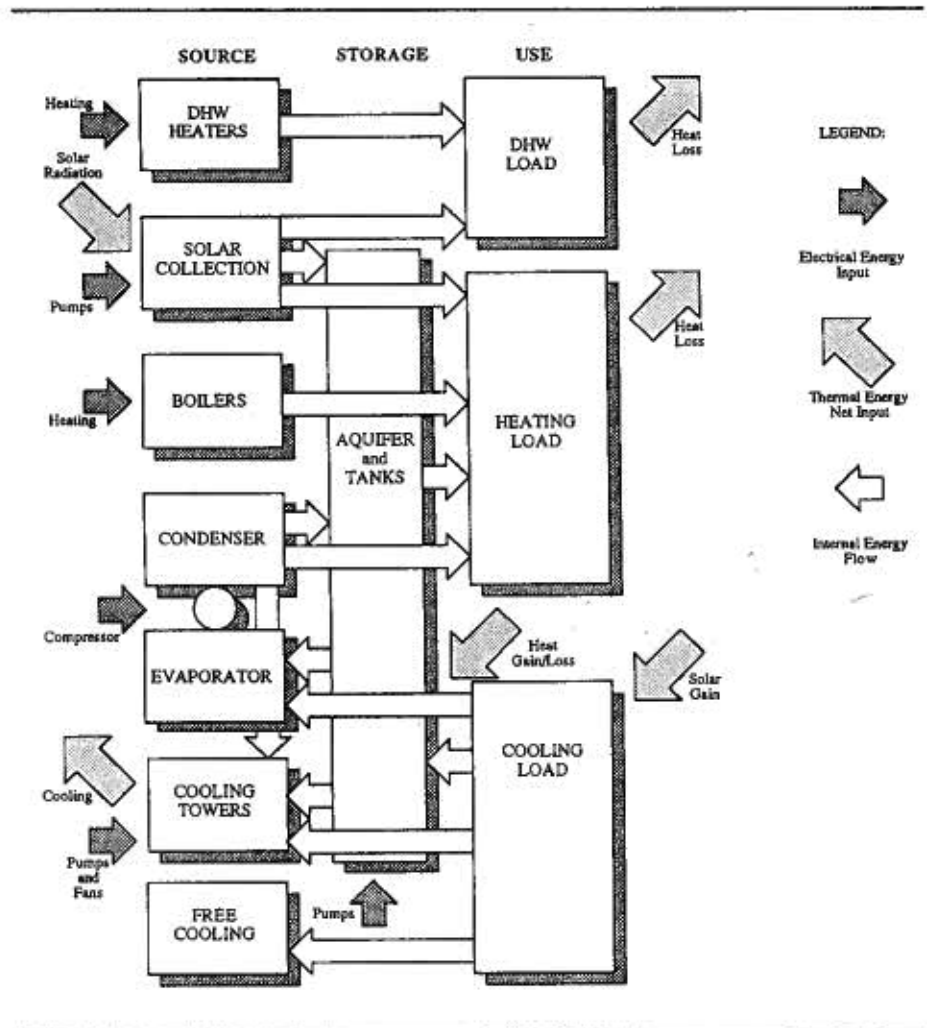 SOURCE STORAGE USE
Heating
DHW
HEATERS
DHW
LOAD
Heat
Loss
LEGEND:
Solar
Radiation
SOLAR
COLLECTION
Electrical Energy
Input
Pumps
Heat
Loss
BOILERS
Heating
AQUIFER
and
TANKS
HEATING
LOAD
Thermal Energy
Net Input
CONDENSER
Internal Energy
Flow
Compressor
EVAPORATOR
Heat
Gain/Loss
Solar
Gain
COOLING
LOAD
Cooling
COOLING
TOWERS
Pumps
and
Fans
FREE
COOLING
Pumps